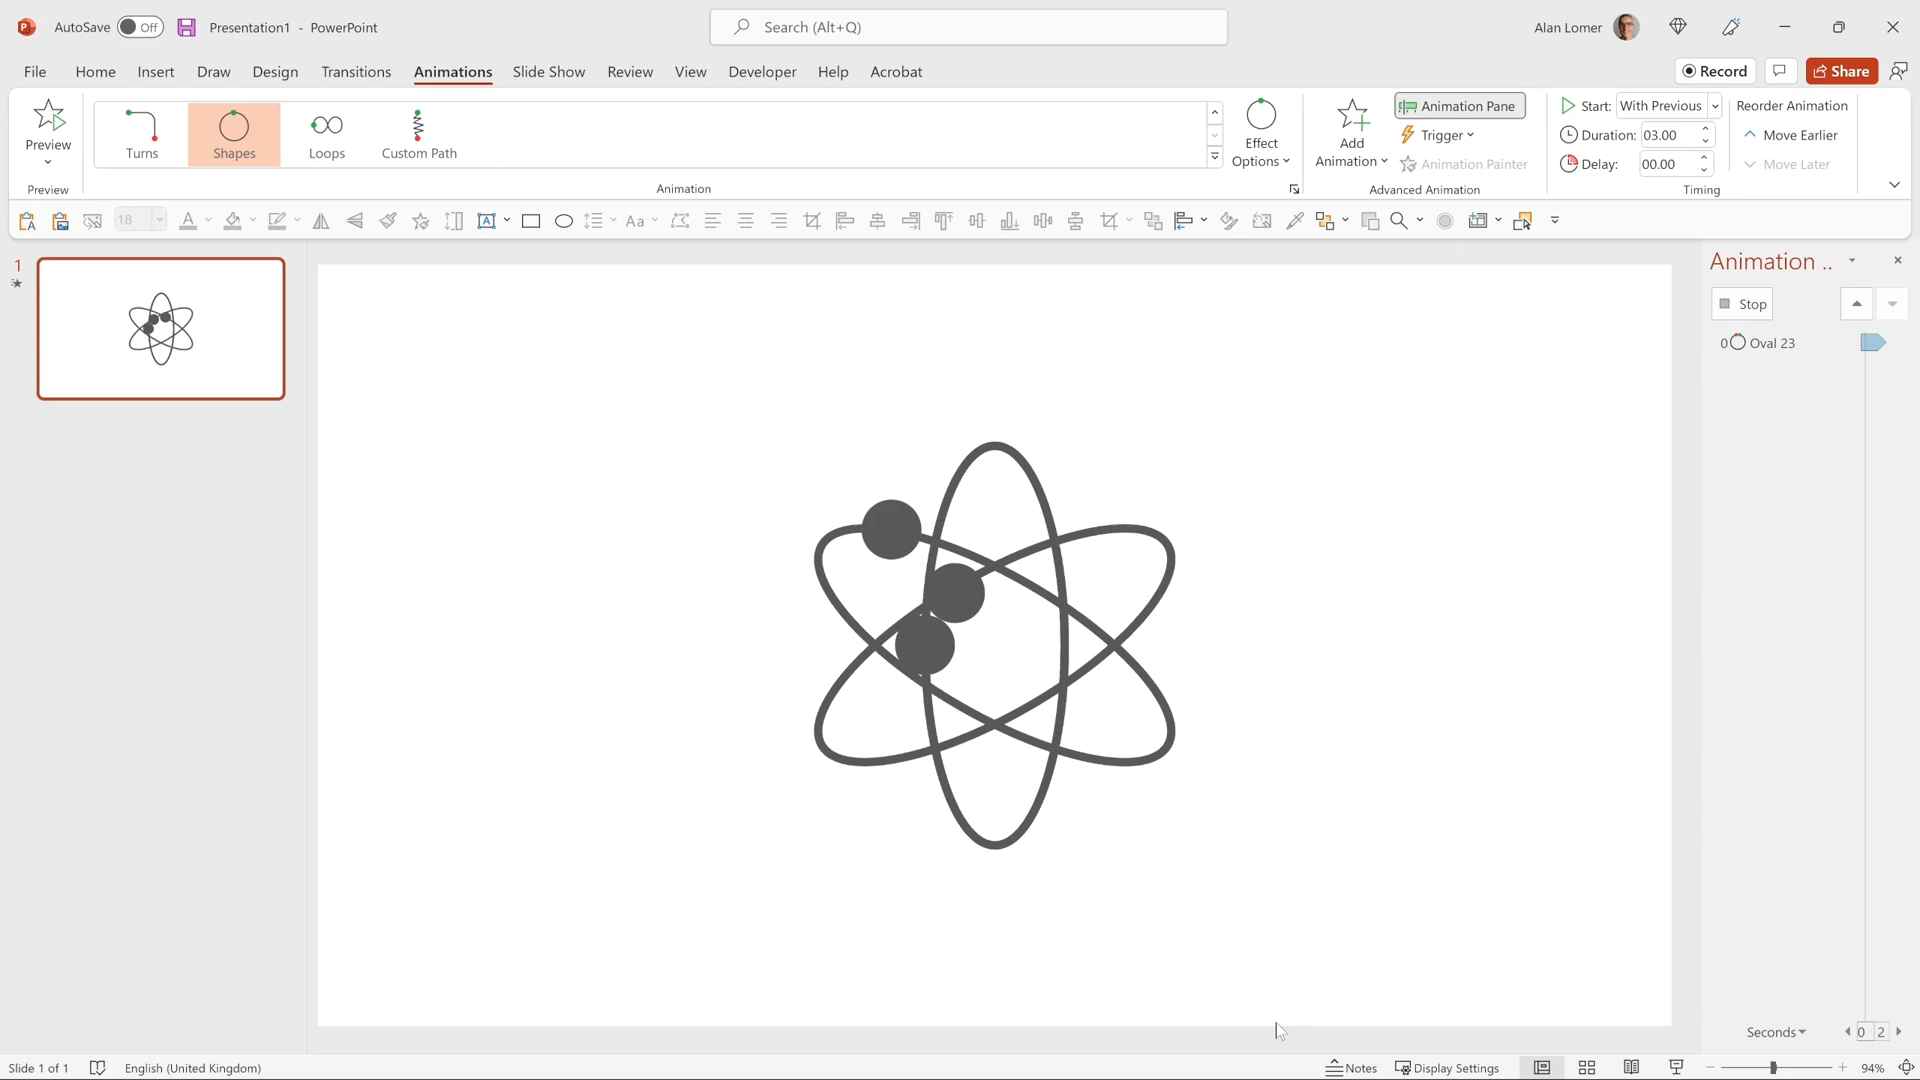 AutoSave Off Presentation1 - PowerPoint Search (Alt+Q) Alan Lomer
File Home Insert Draw Design Transitions Animations Slide Show Review View Developer Help Acrobat Record Share
Preview
Preview
Turns Shapes Loops Custom Path
Animation
Effect
Options
Add
Animation
Animation Pane
Trigger
Animation Painter
Advanced Animation
Start: With Previous
Duration: 03.00
Delay: 00.00
Timing
Reorder Animation
Move Earlier
Move Later
18 A Aa
1
Animation ..
Stop
0 Oval 23
Seconds 0 2
Slide 1 of 1 English (United Kingdom) Notes Display Settings 94%